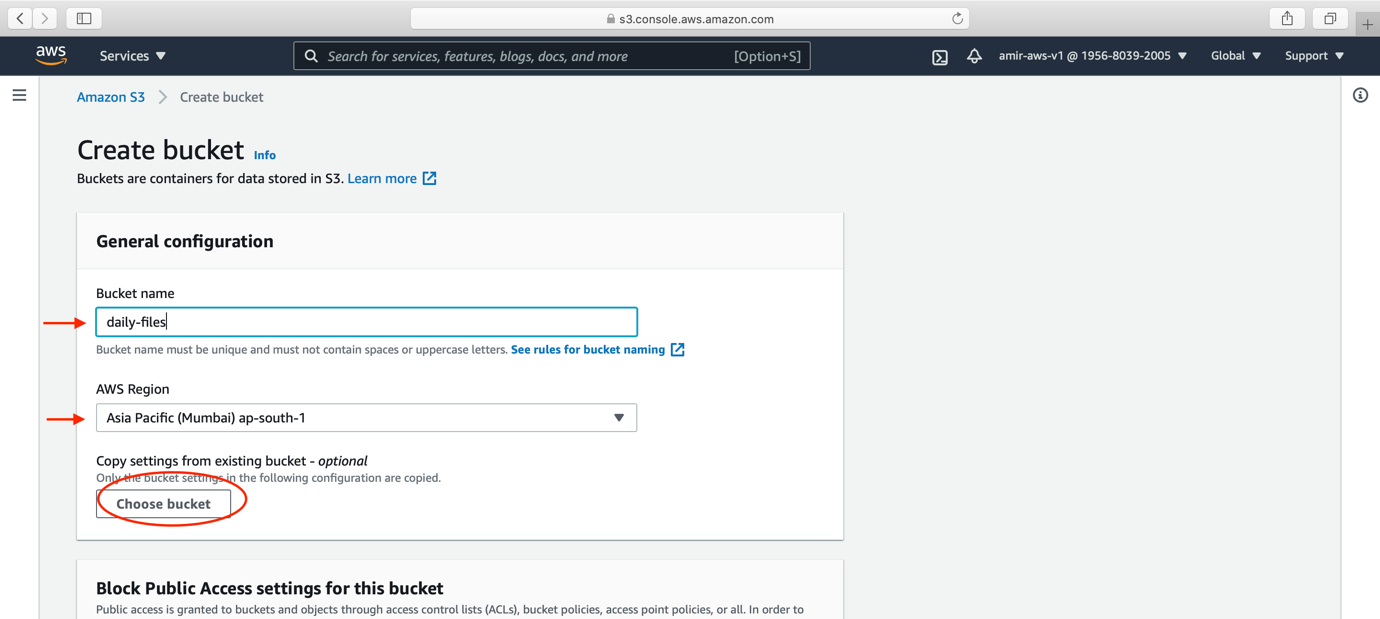 s3.console.aws.amazon.com
aws Services Search for services, features, blogs, docs, and more [Option+S] amir-aws-v1 @ 1956-8039-2005 Global Support
Amazon S3 Create bucket
Create bucket Info
Buckets are containers for data stored in S3. Learn more
General configuration
Bucket name
daily-files
Bucket name must be unique and must not contain spaces or uppercase letters. See rules for bucket naming
AWS Region
Asia Pacific (Mumbai) ap-south-1
Copy settings from existing bucket - optional
Only the bucket settings in the following configuration are copied.
Choose bucket
Block Public Access settings for this bucket
Public access is granted to buckets and objects through access control lists (ACLs), bucket policies, access point policies, or all. In order to